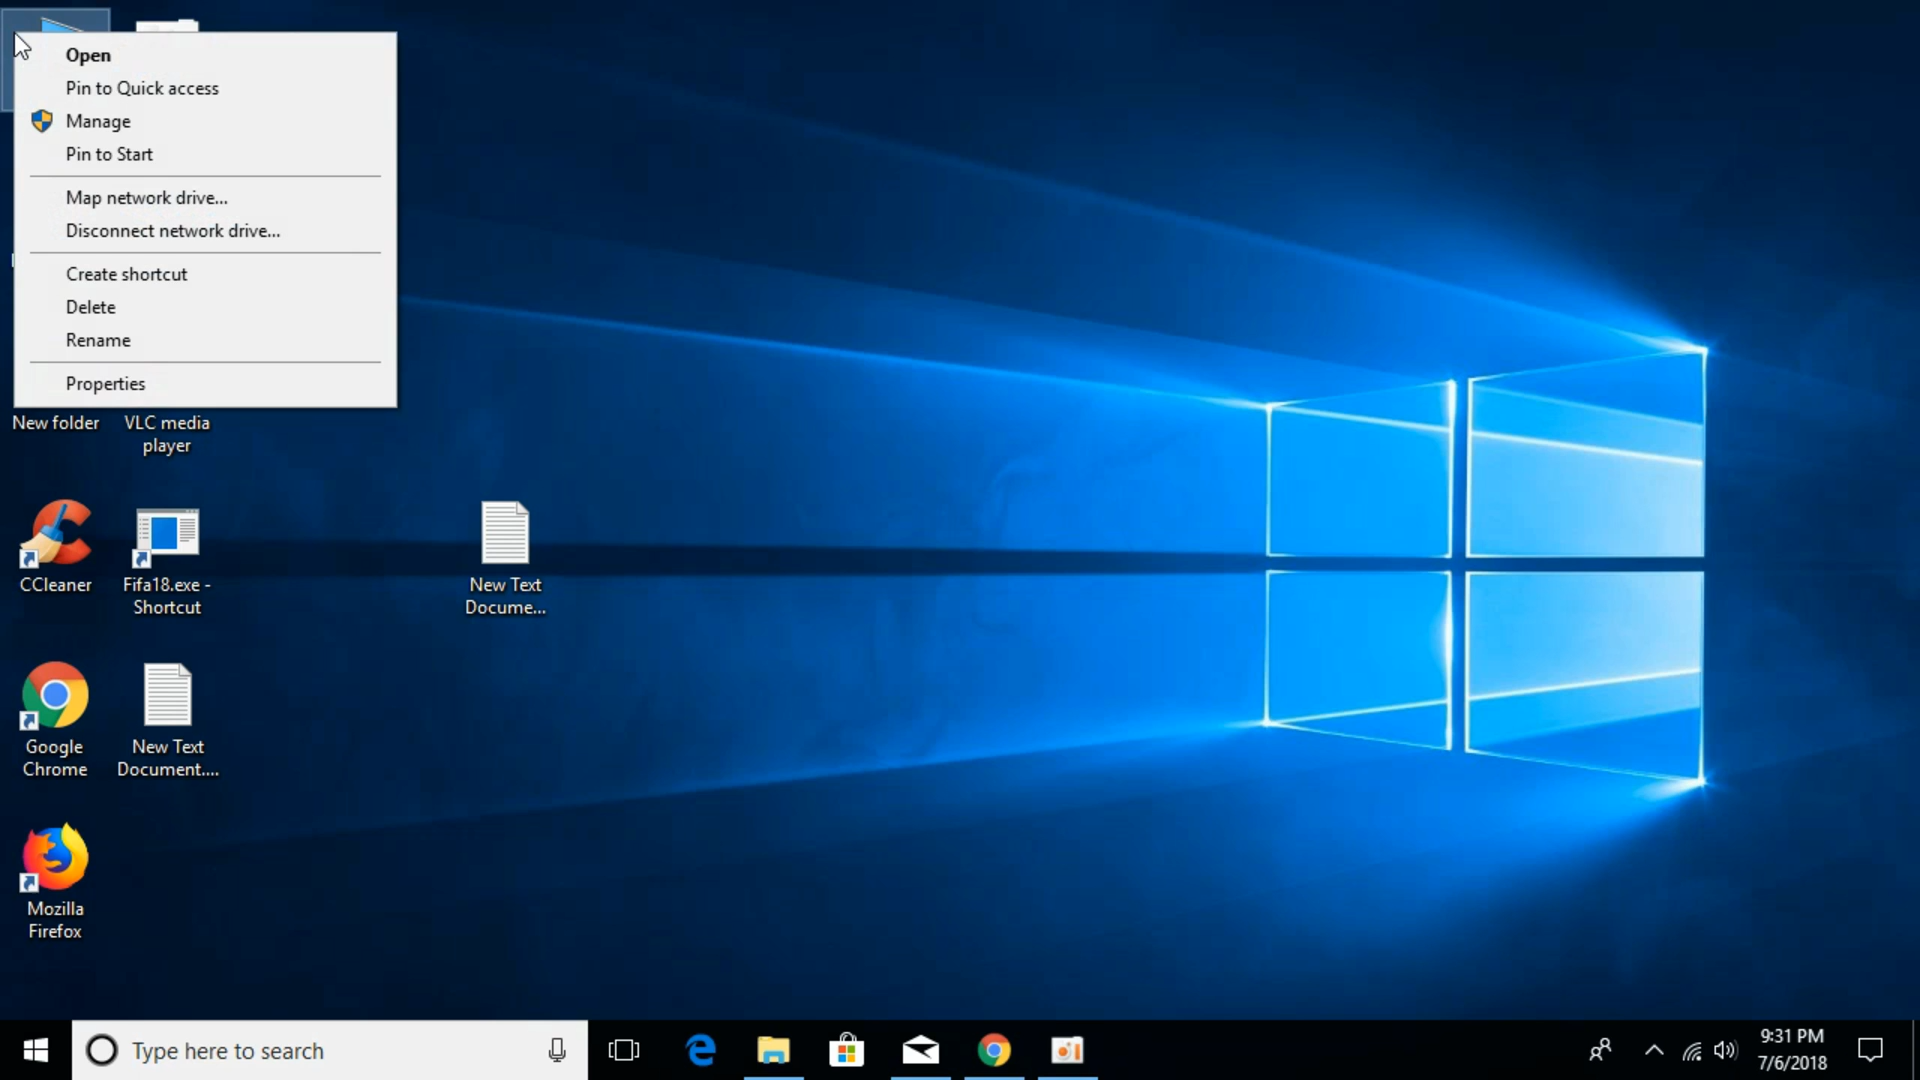 Open
Pin to Quick access
Manage
Pin to Start
Map network drive...
Disconnect network drive...
Create shortcut
Delete
Rename
Properties
New folder
VLC media
player
CCleaner
Fifa18.exe -
Shortcut
New Text
Docume...
Google
Chrome
New Text
Document....
Mozilla
Firefox
Type here to search
9:31 PM
7/6/2018